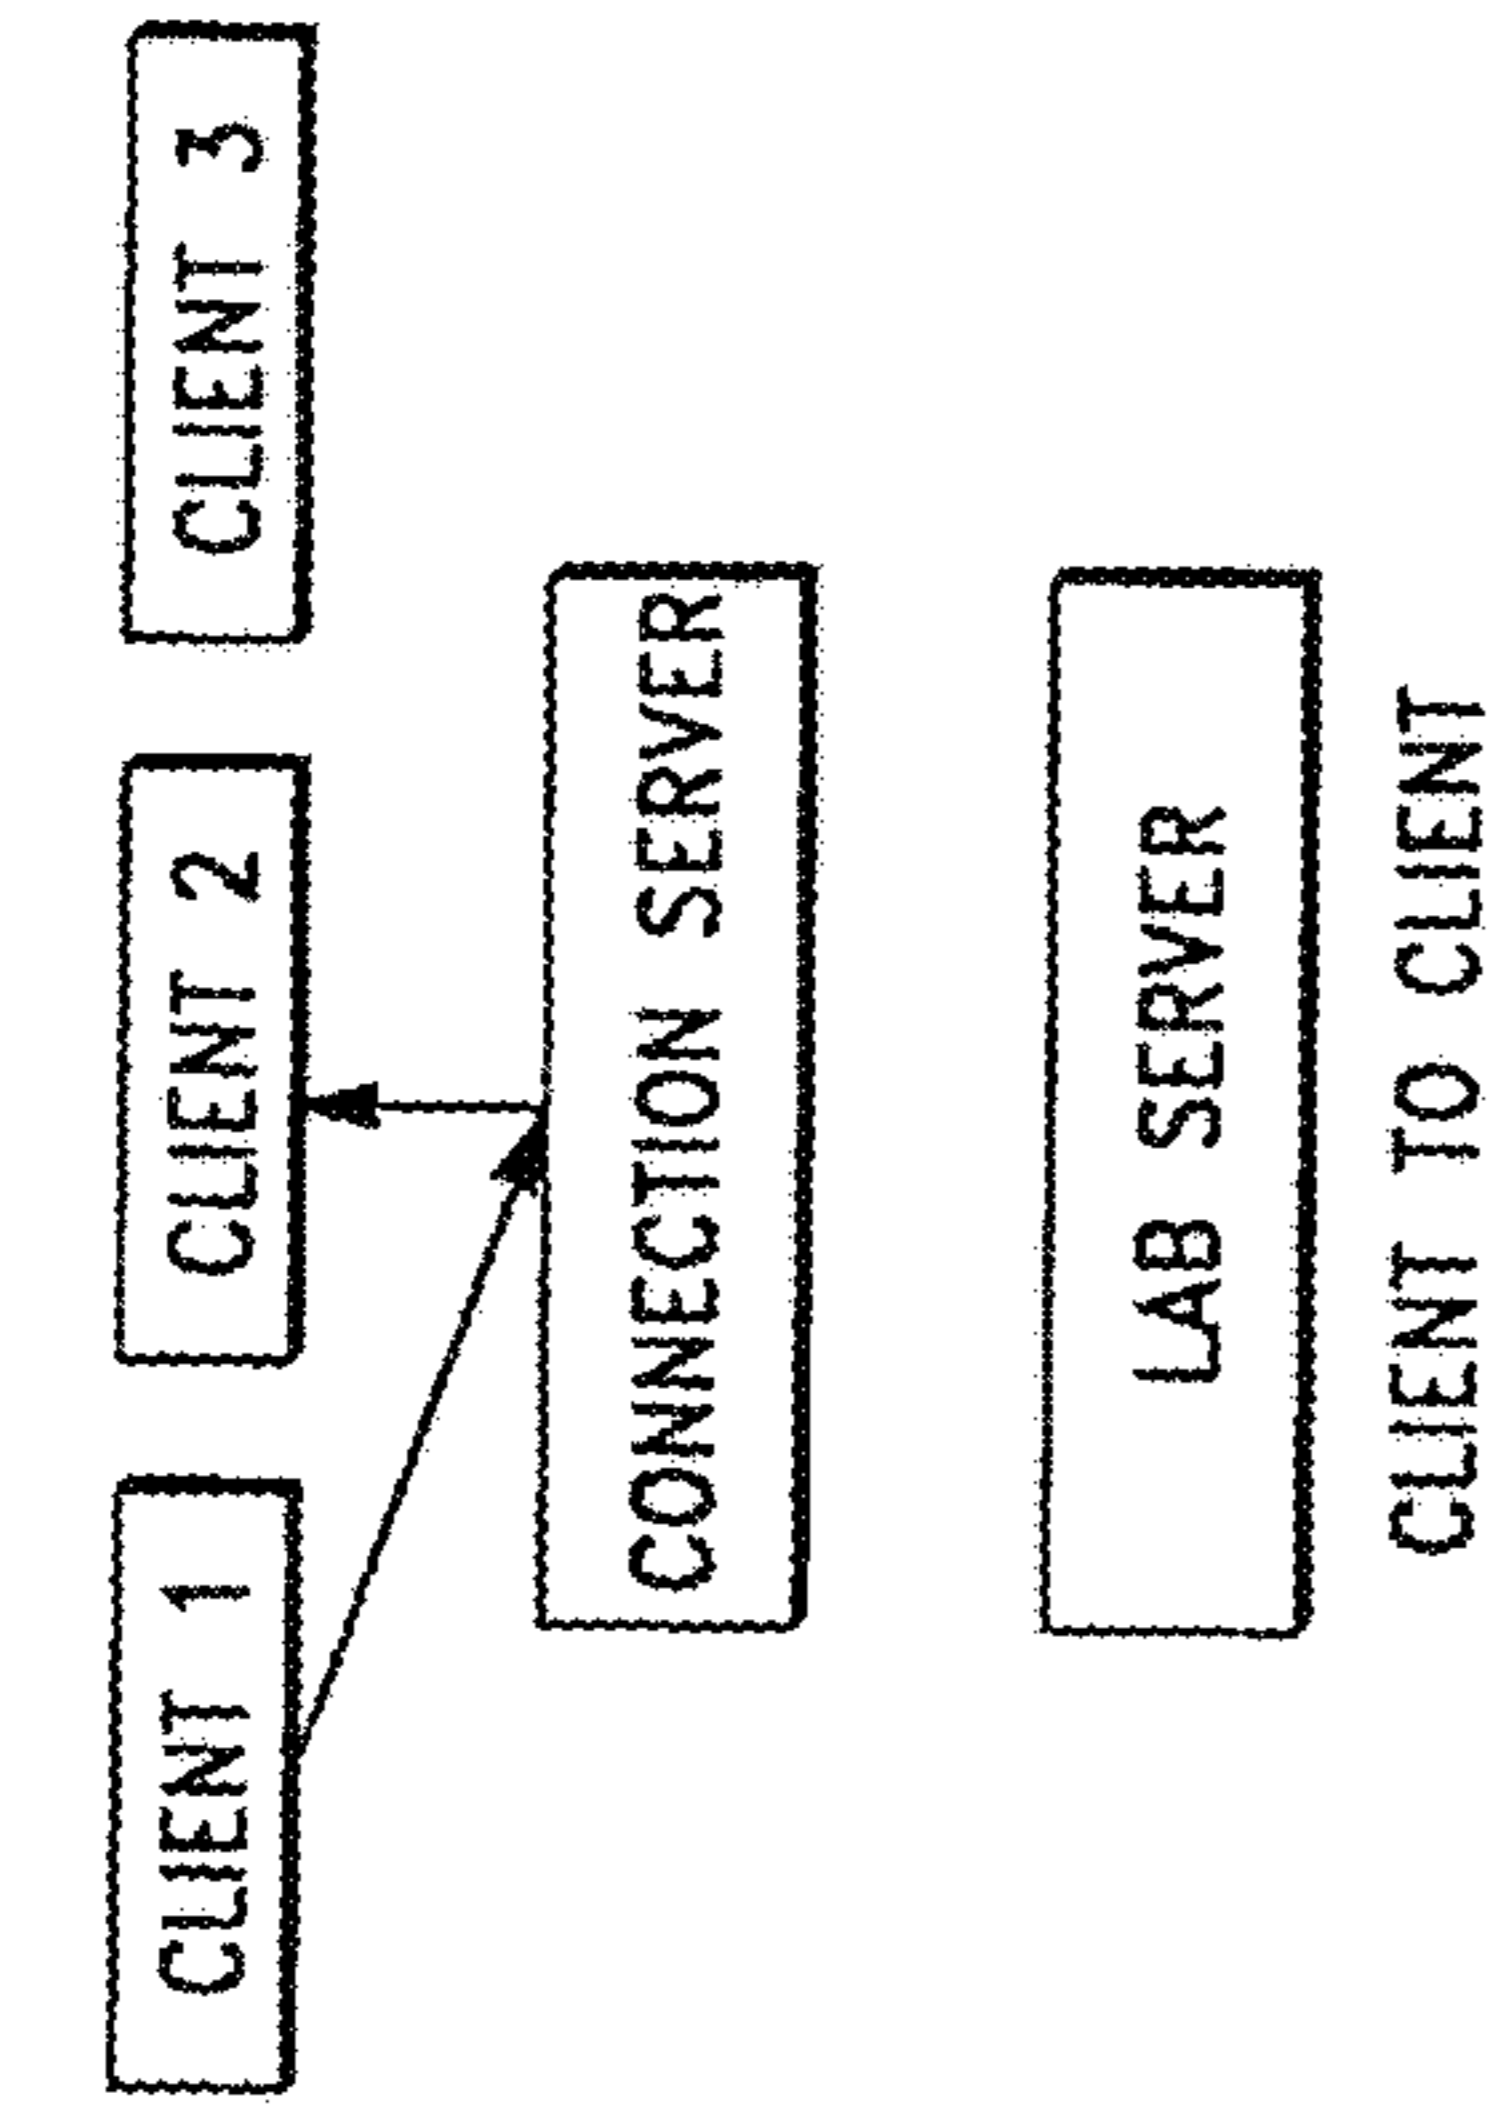 CLIENT 1
CLIENT 2
CLIENT 3
CONNECTION SERVER
LAB SERVER
CLIENT TO CLIENT